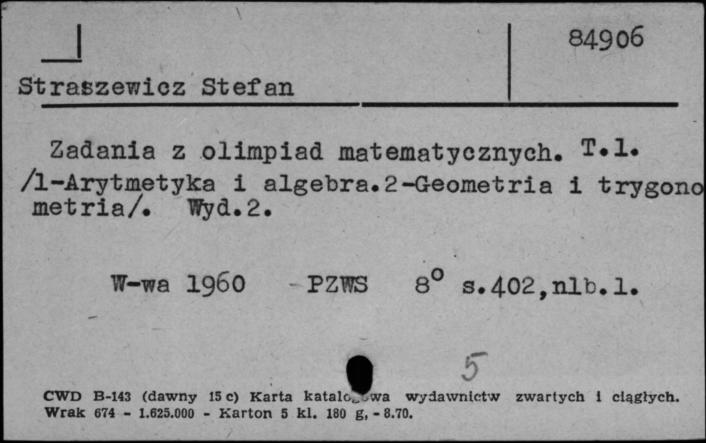 84906
Straszewicz Stefan
Zadania z olimpiad matematycznych. T.1.
/1-Arytmetyka i algebra.2-Geometria i trygono
metria/. Wyd.2.
W-wa 1960 - PZWS 8° s.402,nlb.1.
5
CWD B-143 (dawny 15 c) Karta katalogowa wydawnictw zwartych i ciągłych.
Wrak 674 - 1.625.000 - Karton 5 kl. 180 g, - 8.70.